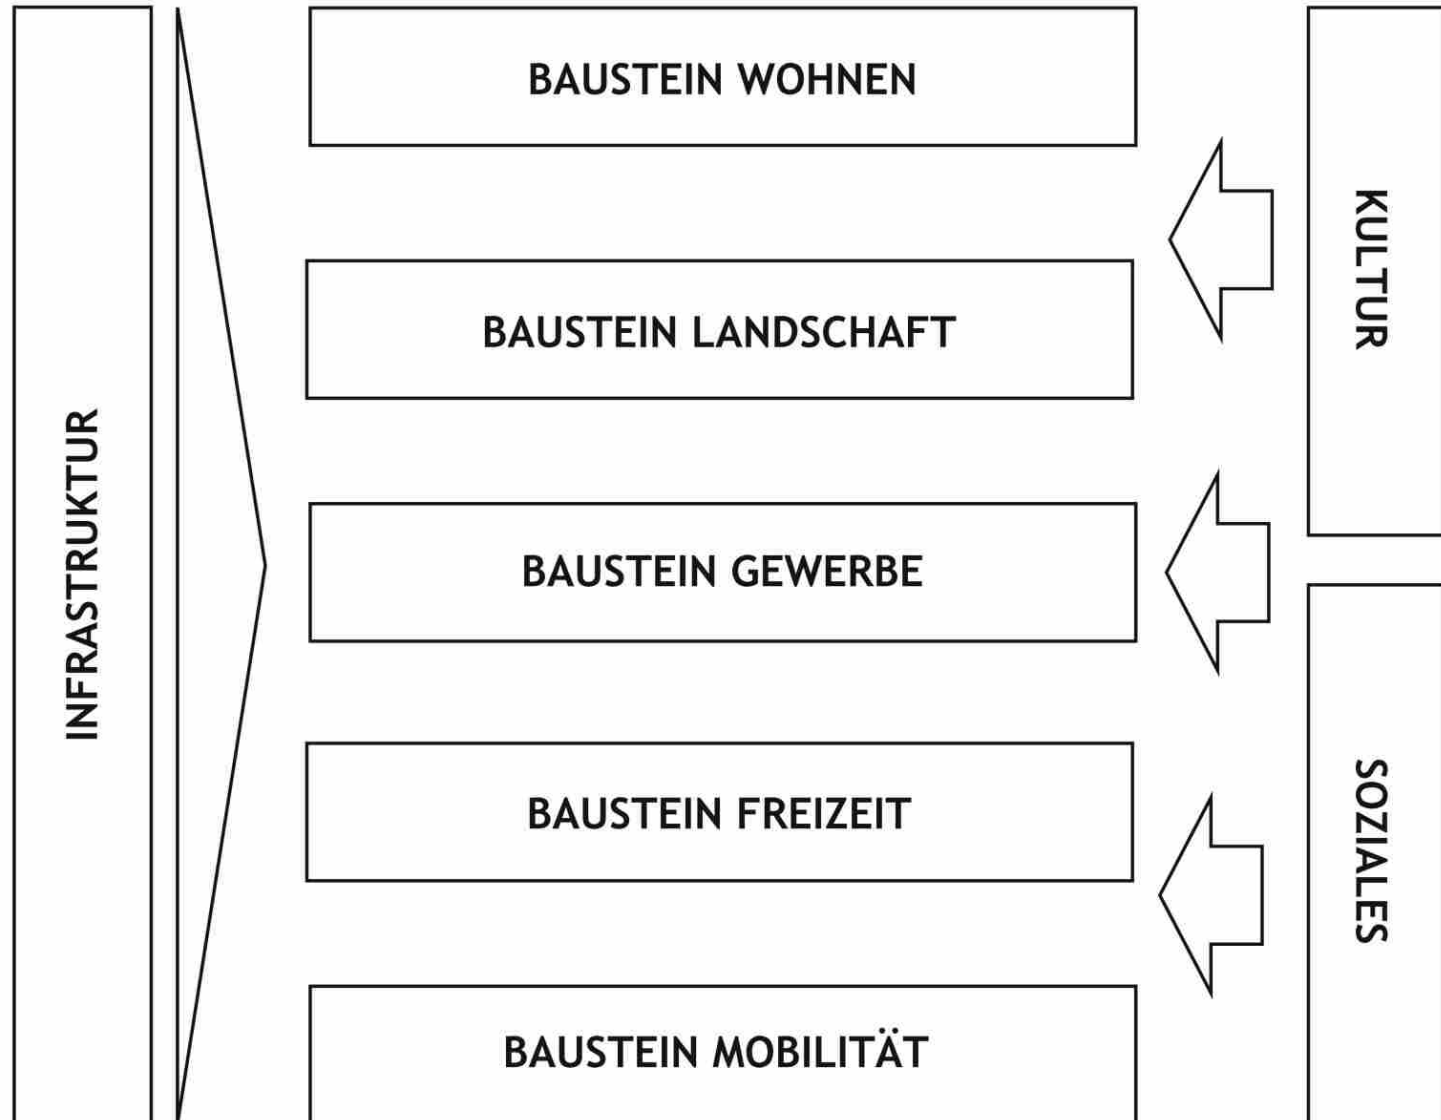 INFRASTRUKTUR
BAUSTEIN WOHNEN
BAUSTEIN LANDSCHAFT
BAUSTEIN GEWERBE
BAUSTEIN FREIZEIT
BAUSTEIN MOBILITÄT
KULTUR
SOZIALES